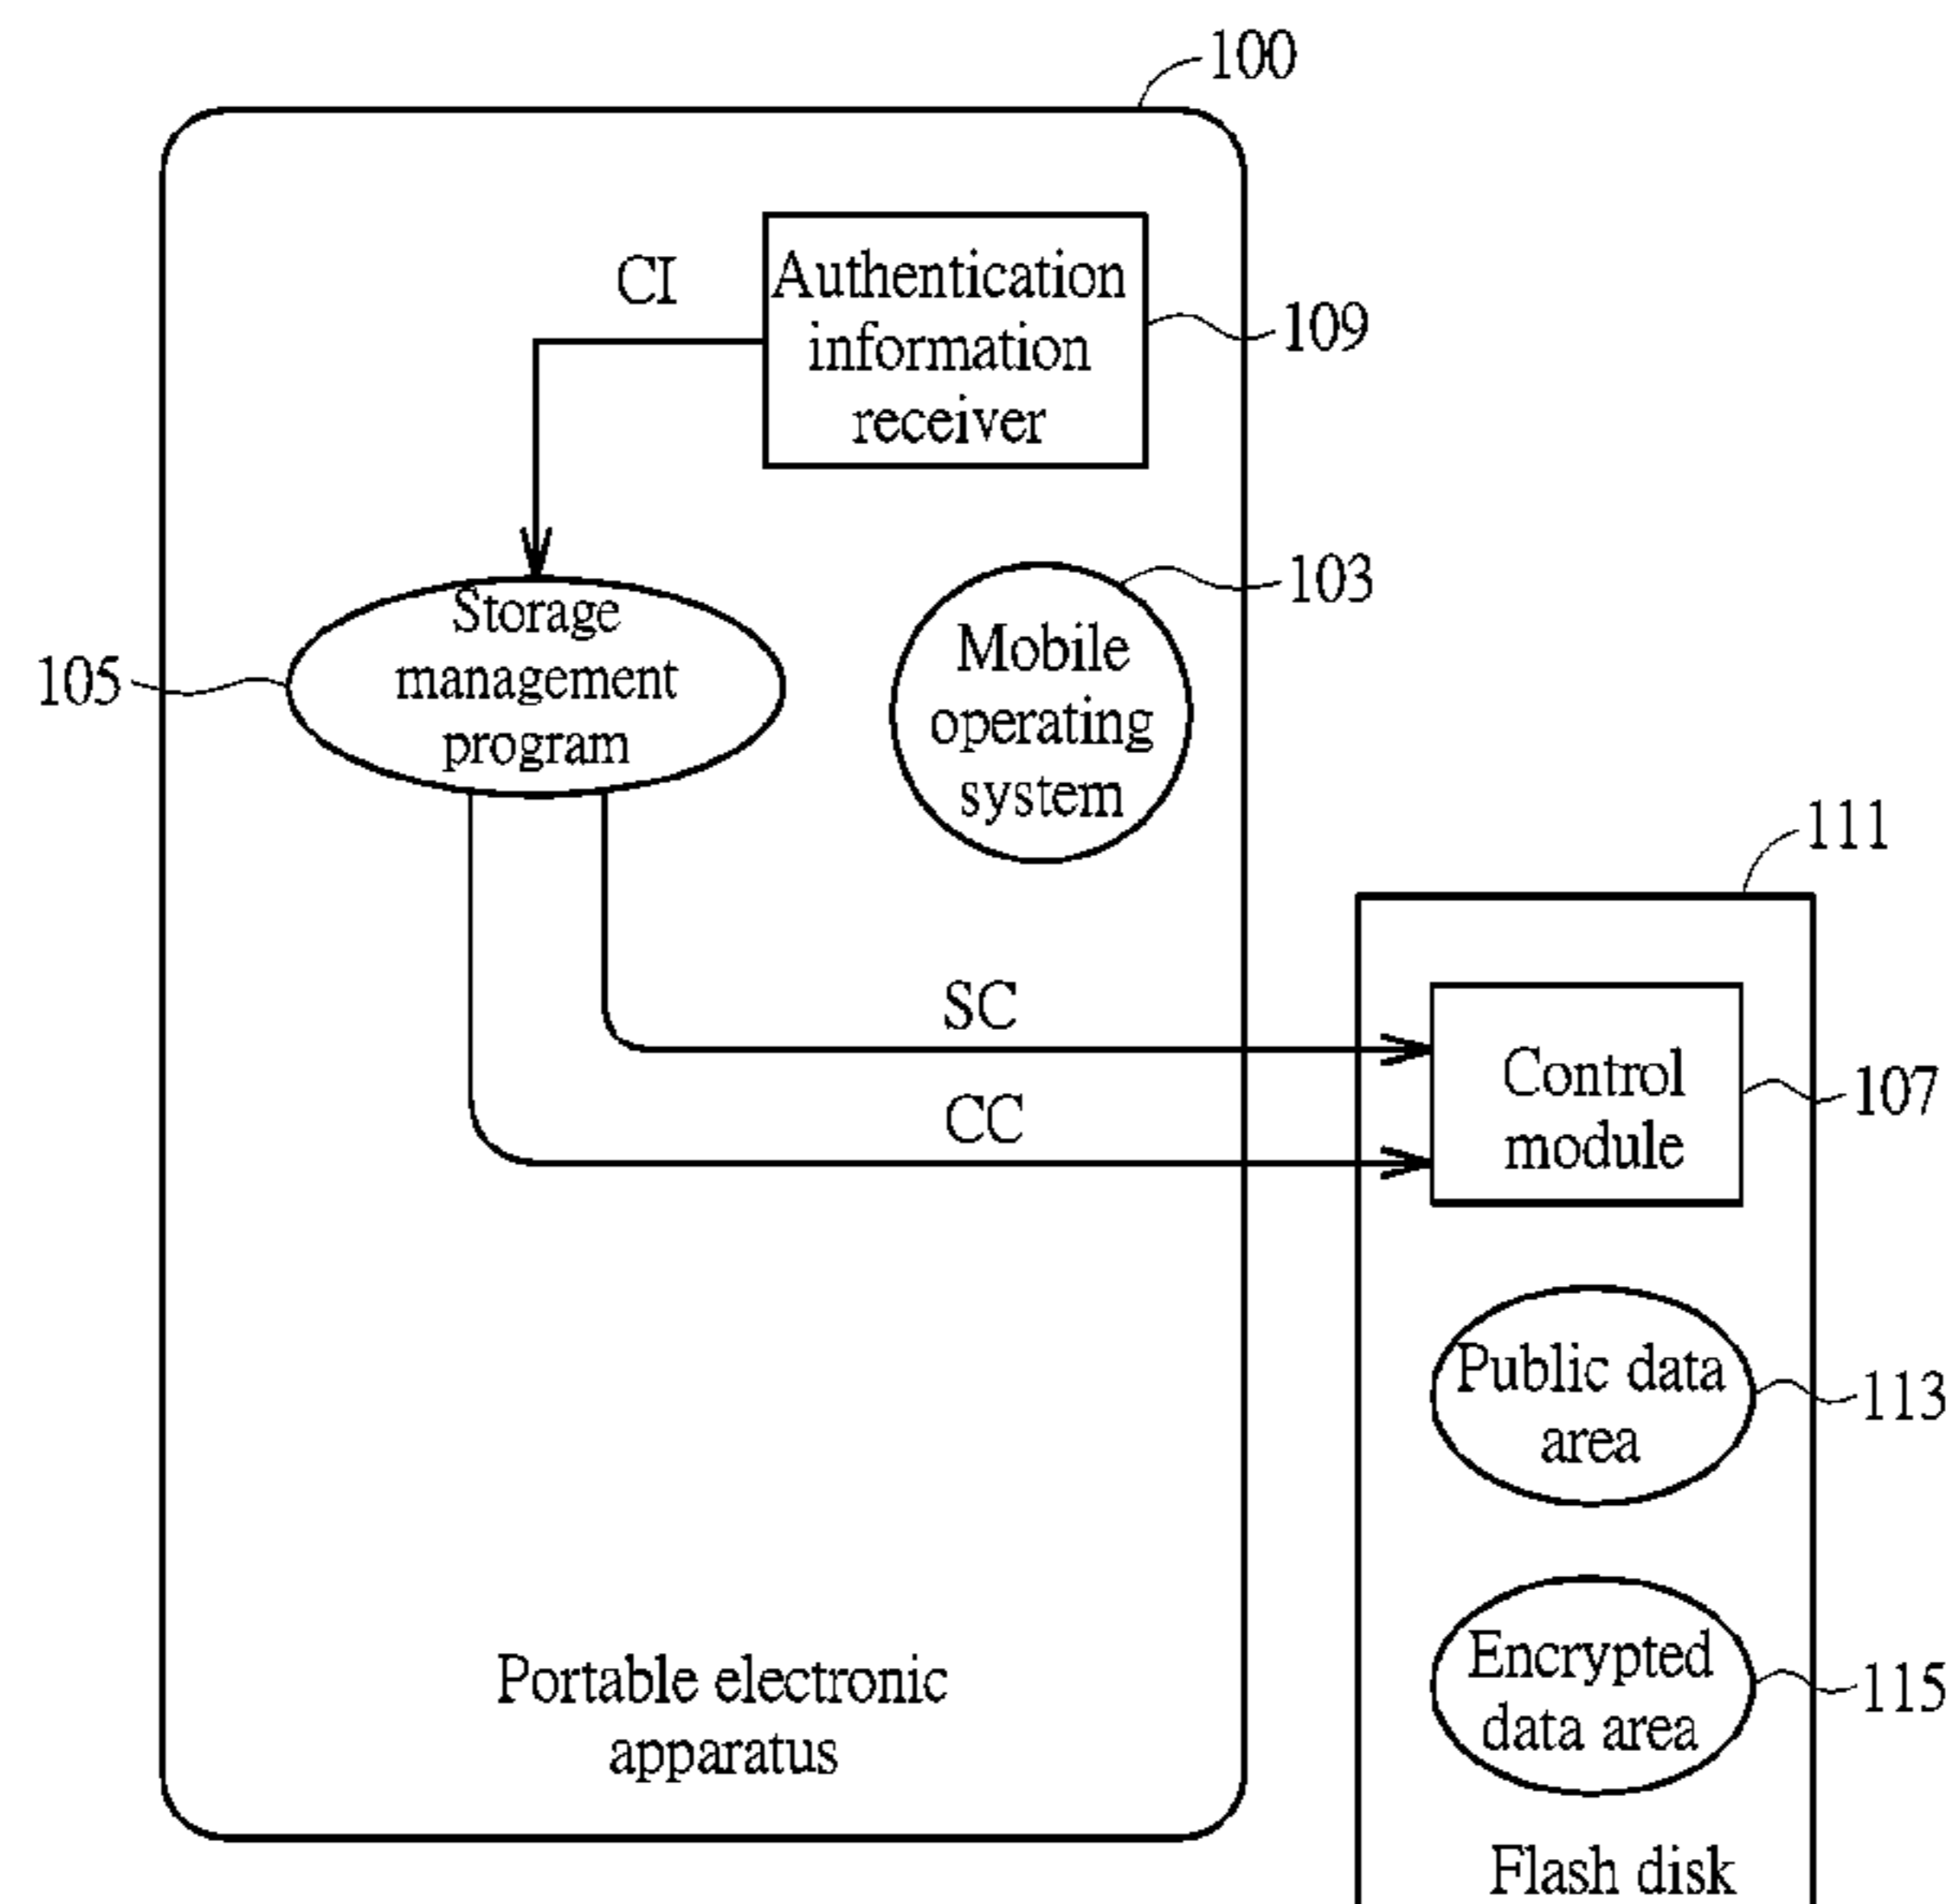 100
CI
Authentication
information
receiver
109
103
Storage
management
program
105
Mobile
operating
system
111
SC
CC
Control
module
107
Public data
area
113
Encrypted
data area
115
Portable electronic
apparatus
Flash disk